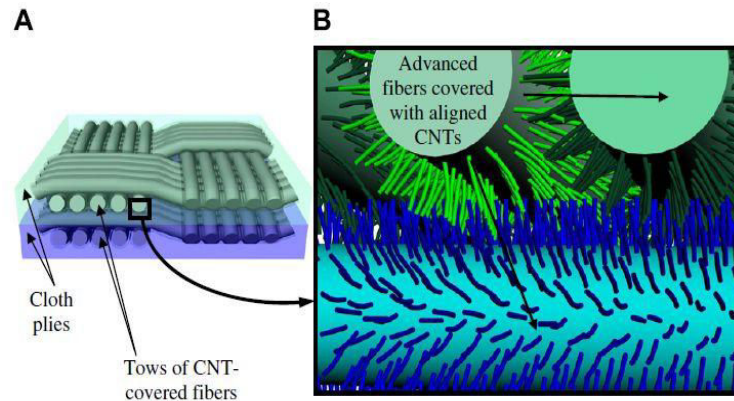 A
B
Advanced
fibers covered
with aligned
CNTs
Cloth
plies
Tows of CNT-
covered fibers